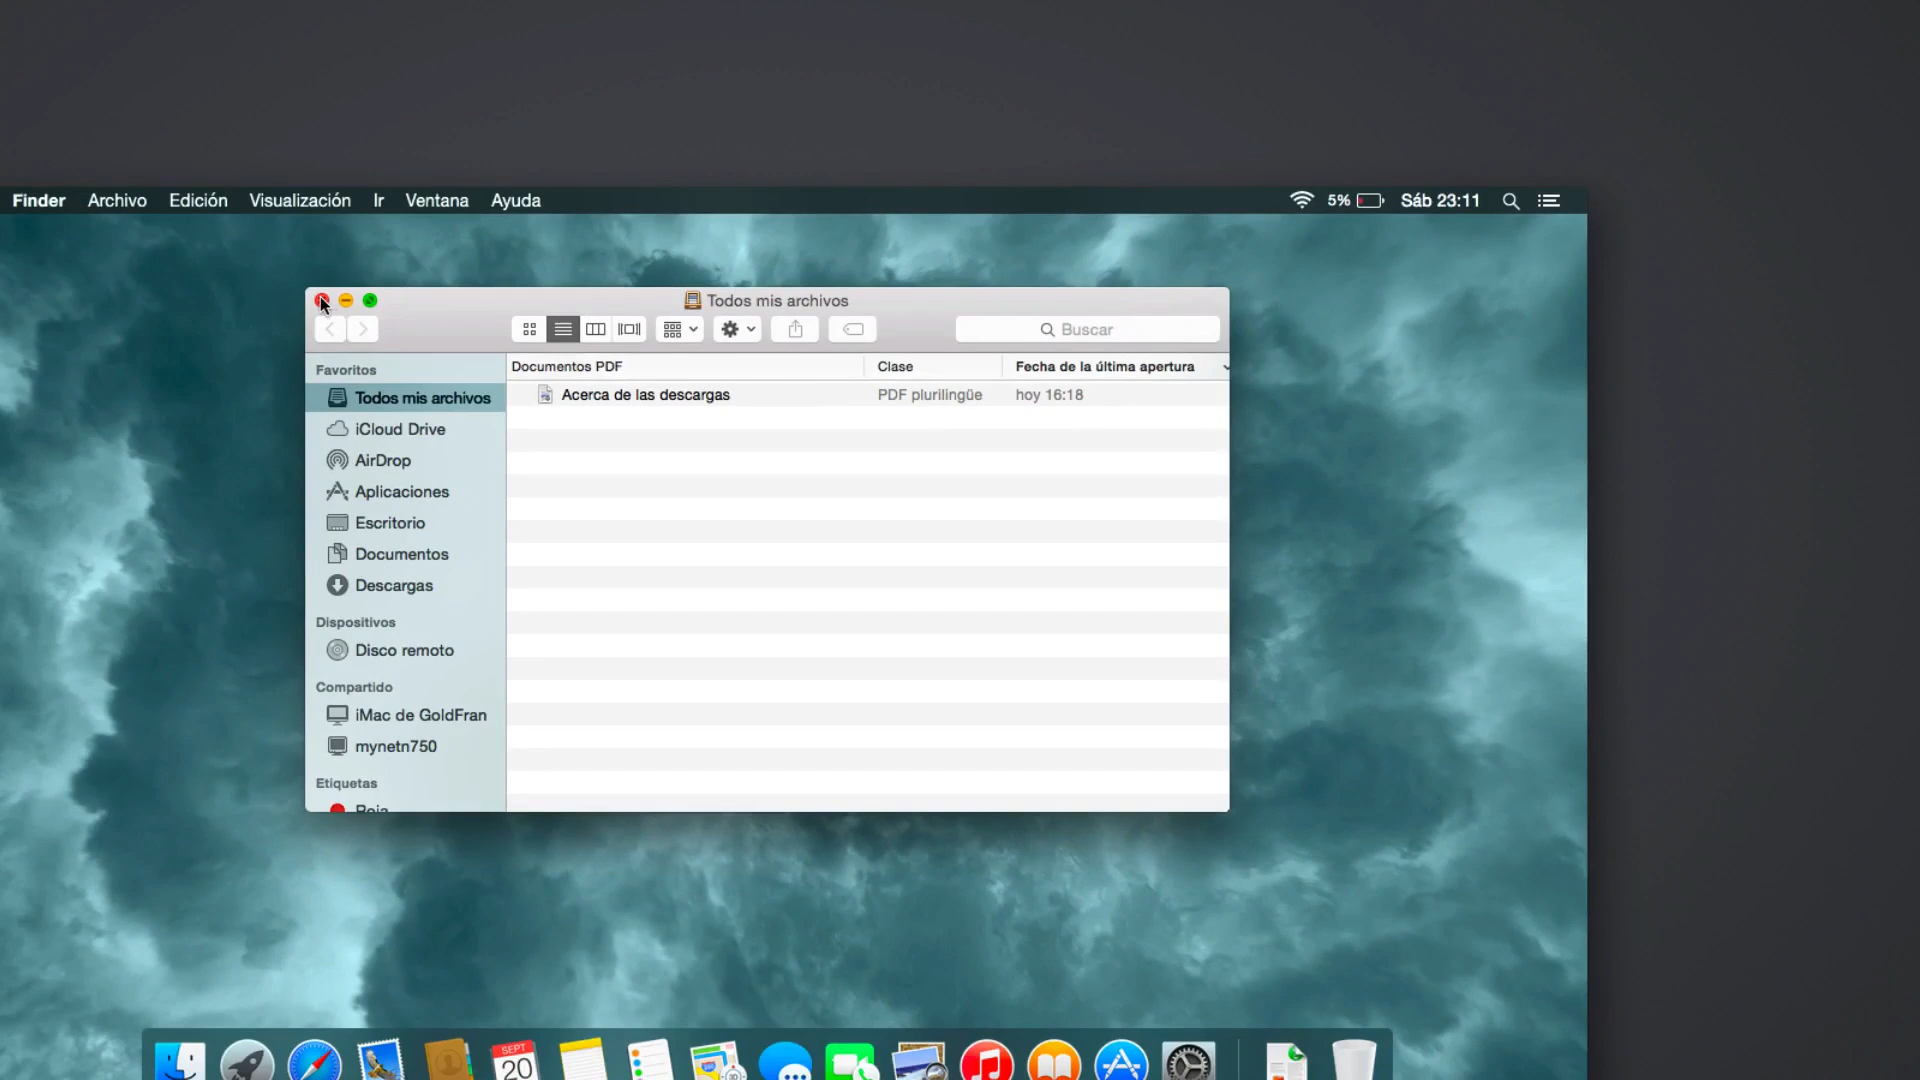 Finder Archivo Edición Visualización Ir Ventana Ayuda 5% Sáb 23:11
Todos mis archivos
Buscar
Favoritos
Todos mis archivos
iCloud Drive
AirDrop
Aplicaciones
Escritorio
Documentos
Descargas
Dispositivos
Disco remoto
Compartido
iMac de GoldFran
mynetn750
Etiquetas
Roja
Documentos PDF Clase Fecha de la última apertura
Acerca de las descargas PDF plurilingüe hoy 16:18
SEPT
20
3D